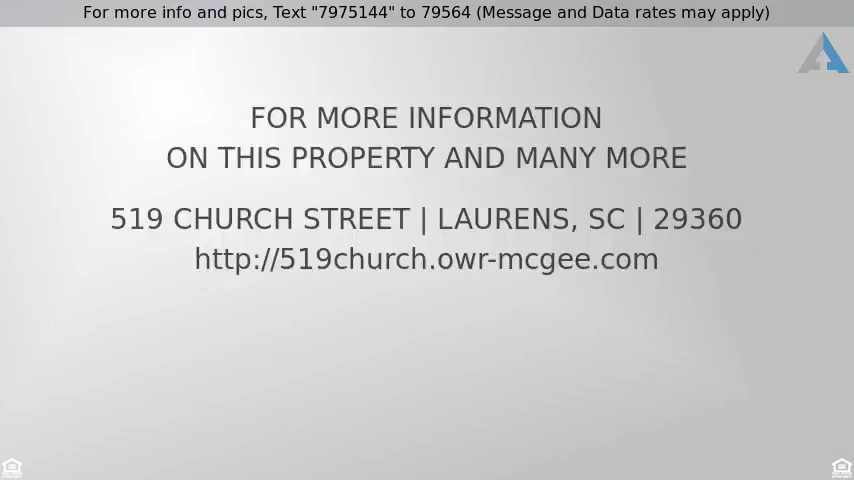 For more info and pics, Text "7975144" to 79564 (Message and Data rates may apply)
FOR MORE INFORMATION
ON THIS PROPERTY AND MANY MORE
519 CHURCH STREET | LAURENS, SC | 29360
http://519church.owr-mcgee.com